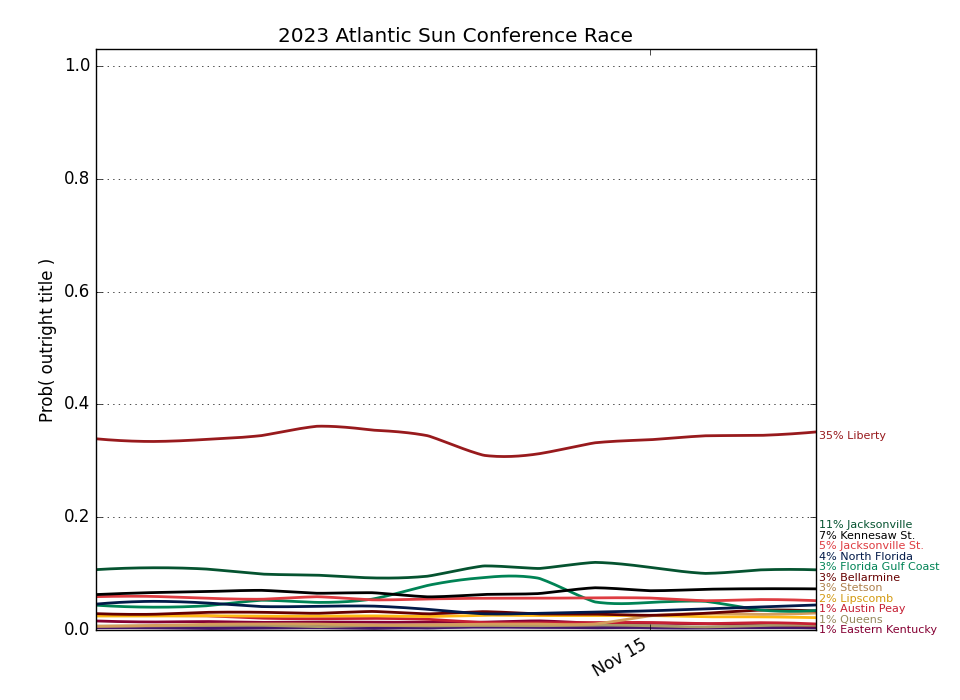 2023 Atlantic Sun Conference Race
1.0
0.8
0.6
0.4
0.2
0.0
Prob( outright title )
Nov 15
35% Liberty
11% Jacksonville
7% Kennesaw St.
5% Jacksonville St.
4% North Florida
3% Florida Gulf Coast
3% Bellarmine
3% Stetson
2% Lipscomb
1% Austin Peay
1% Queens
1% Eastern Kentucky